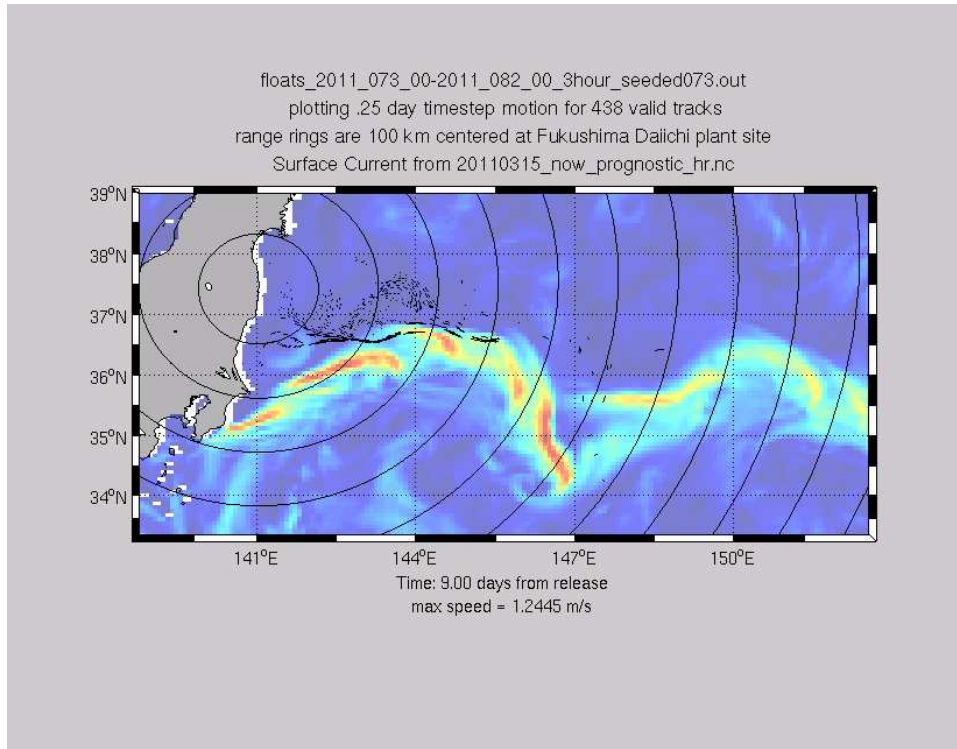 floats_2011_073_00-2011_082_00_3hour_seeded073.out
plotting .25 day timestep motion for 438 valid tracks
range rings are 100 km centered at Fukushima Daiichi plant site
Surface Current from 20110315_now_prognostic_hr.nc
39°N
38°N
37°N
36°N
35°N
34°N
141°E 144°E 147°E 150°E
Time: 9.00 days from release
max speed = 1.2445 m/s